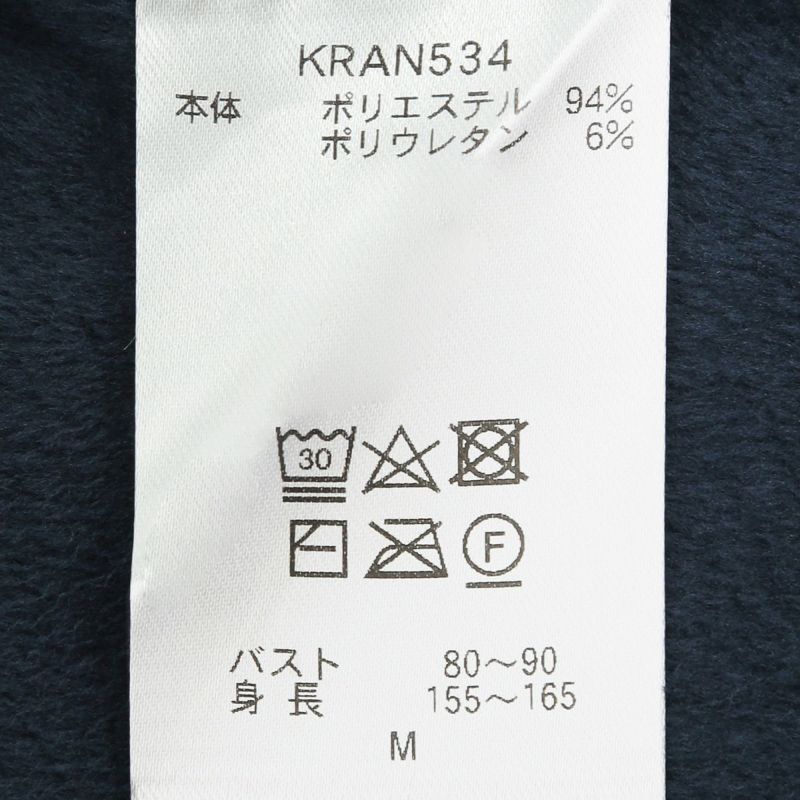 KRAN534
本体 ポリエステル 94%
ポリウレタン 6%
30
F
バスト 80〜90
身長 155〜165
M